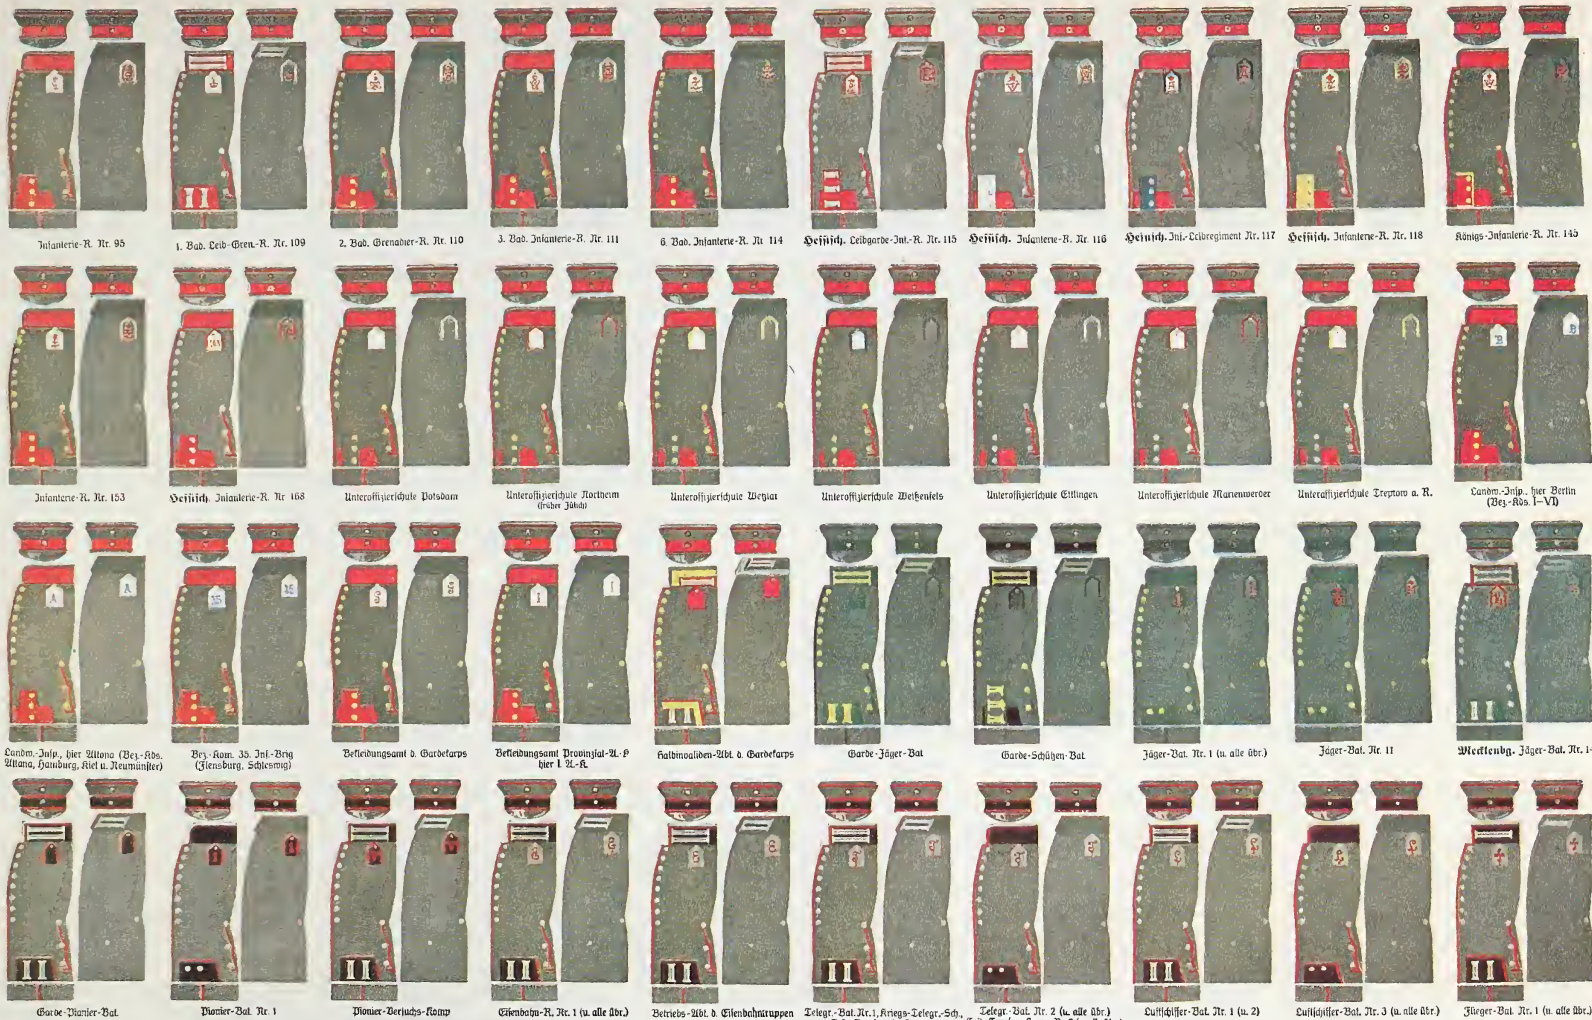 Infanterie-R. Nr. 95
1. Bad. Leib-Gren.-R. Nr. 109
2. Bad. Grenadier-R. Nr. 110
3. Bad. Infanterie-R. Nr. 111
6. Bad. Infanterie-R. Nr 114
Hessisch. Leibgarde-Inf.-R. Nr. 115
Hessisch. Infanterie-R. Nr. 116
Hessisch. Inf.-Leibregiment Nr. 117
Hessisch. Infanterie-R. Nr. 118
Königs-Infanterie-R. Nr. 145
Infanterie-R. Nr. 153
Hessisch. Infanterie-R. Nr 168
Unteroffizierschule Potsdam
Unteroffizierschule Northeim
(früher Jülich)
Unteroffizierschule Wetzlar
Unteroffizierschule Weißenfels
Unteroffizierschule Ettlingen
Unteroffizierschule Marienwerder
Unteroffizierschule Treptow a. R.
B
B
Landw.-Insp., hier Berlin
(Bez.-Kds. I–VI)
A
A
35
35
I
I
Landw.-Insp., hier Altona (Bez.-Kds.
Altona, Hamburg, Kiel u. Neumünster)
Bez.-Kom. 35. Inf.-Brig
(Flensburg, Schleswig)
Bekleidungsamt d. Gardekorps
Bekleidungsamt Provinzial-A.-K
hier I. A.-K.
Halbinvaliden-Abt. d. Gardekorps
Garde-Jäger-Bat
Garde-Schützen-Bat
Jäger-Bat. Nr. 1 (u. alle übr.)
Jäger-Bat. Nr. 11
Mecklenbg. Jäger-Bat. Nr. 1
Garde-Pionier-Bat.
Pionier-Bat. Nr. 1
Pionier-Versuchs-Komp
Eisenbahn-R. Nr. 1 (u. alle übr.)
Betriebs-Abt. d. Eisenbahntruppen
Telegr.-Bat. Nr. 1, Kriegs-Telegr.-Sch.,
Telegr.-Bat. Nr. 2 (u. alle übr.)
Luftschiffer-Bat. Nr. 1 (u. 2)
Luftschiffer-Bat. Nr. 3 (u. alle übr.)
Flieger-Bat. Nr. 1 (u. alle übr.)